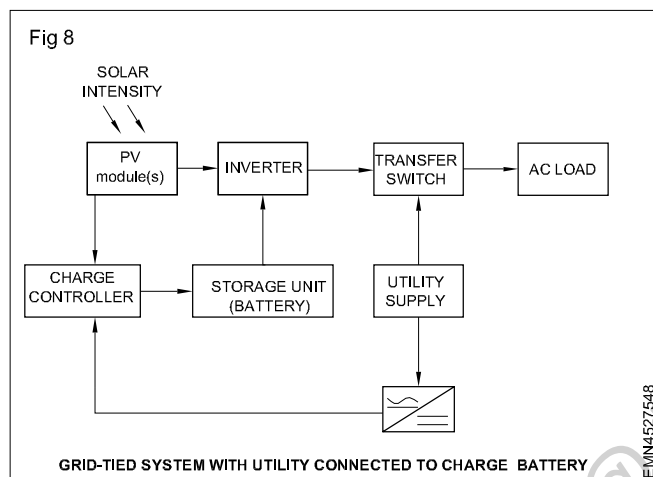 Fig 8
SOLAR
INTENSITY
PV
module(s)
INVERTER
TRANSFER
SWITCH
AC LOAD
CHARGE
CONTROLLER
STORAGE UNIT
(BATTERY)
UTILITY
SUPPLY
GRID-TIED SYSTEM WITH UTILITY CONNECTED TO CHARGE BATTERY
EMN4527548